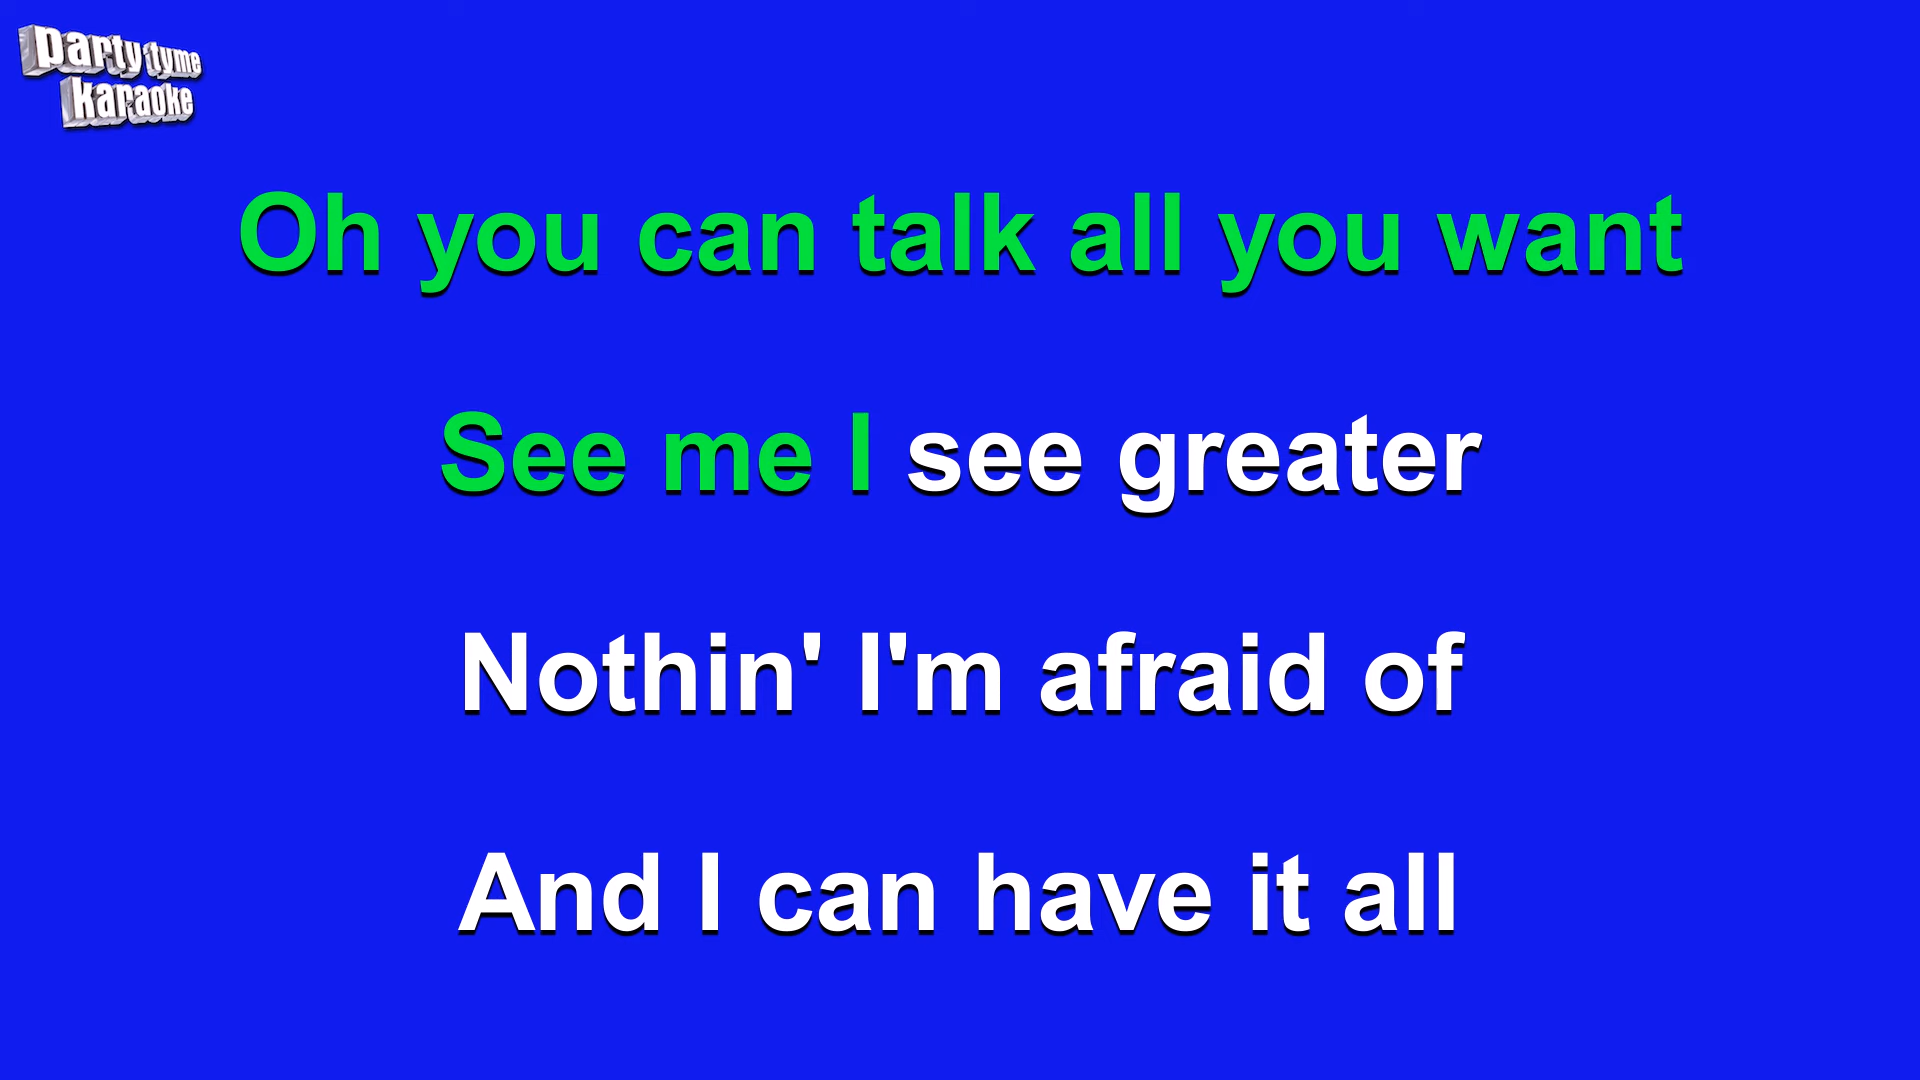 party tyme
karaoke
Oh you can talk all you want
See me I see greater
Nothin' I'm afraid of
And I can have it all